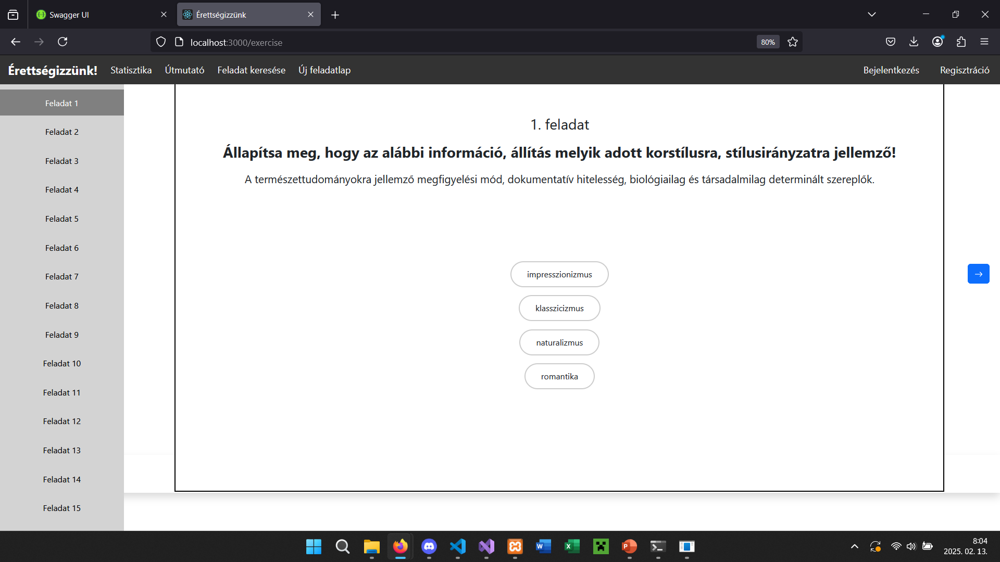 Swagger UI
Érettségizzünk
localhost:3000/exercise
80%
Érettségizzünk!
Statisztika
Útmutató
Feladat keresése
Új feladatlap
Bejelentkezés
Regisztráció
Feladat 1
Feladat 2
Feladat 3
Feladat 4
Feladat 5
Feladat 6
Feladat 7
Feladat 8
Feladat 9
Feladat 10
Feladat 11
Feladat 12
Feladat 13
Feladat 14
Feladat 15
1. feladat
Állapítsa meg, hogy az alábbi információ, állítás melyik adott korstílusra, stílusirányzatra jellemző!
A természettudományokra jellemző megfigyelési mód, dokumentatív hitelesség, biológiailag és társadalmilag determinált szereplők.
impresszionizmus
klasszicizmus
naturalizmus
romantika
8:04
2025. 02. 13.